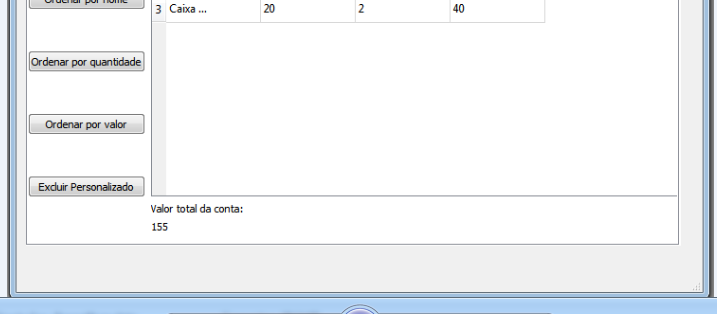 Ordenar por nome
3 Caixa ... 20 2 40
Ordenar por quantidade
Ordenar por valor
Excluir Personalizado
Valor total da conta:
155